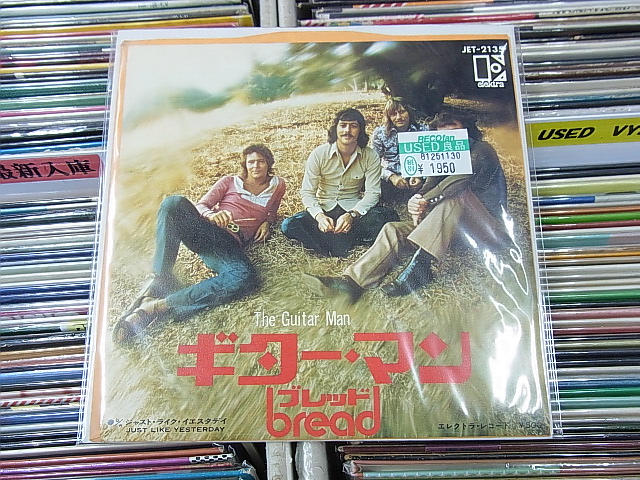 JET-2135
elektra
RECOfan
USED 良品
81251130
税別 ¥ 1950
最新入庫
USED VY
The Guitar Man
ギター・マン
ブレッド
bread
ジャスト・ライク・イエスタデイ
JUST LIKE YESTERDAY
エレクトラ・レコード